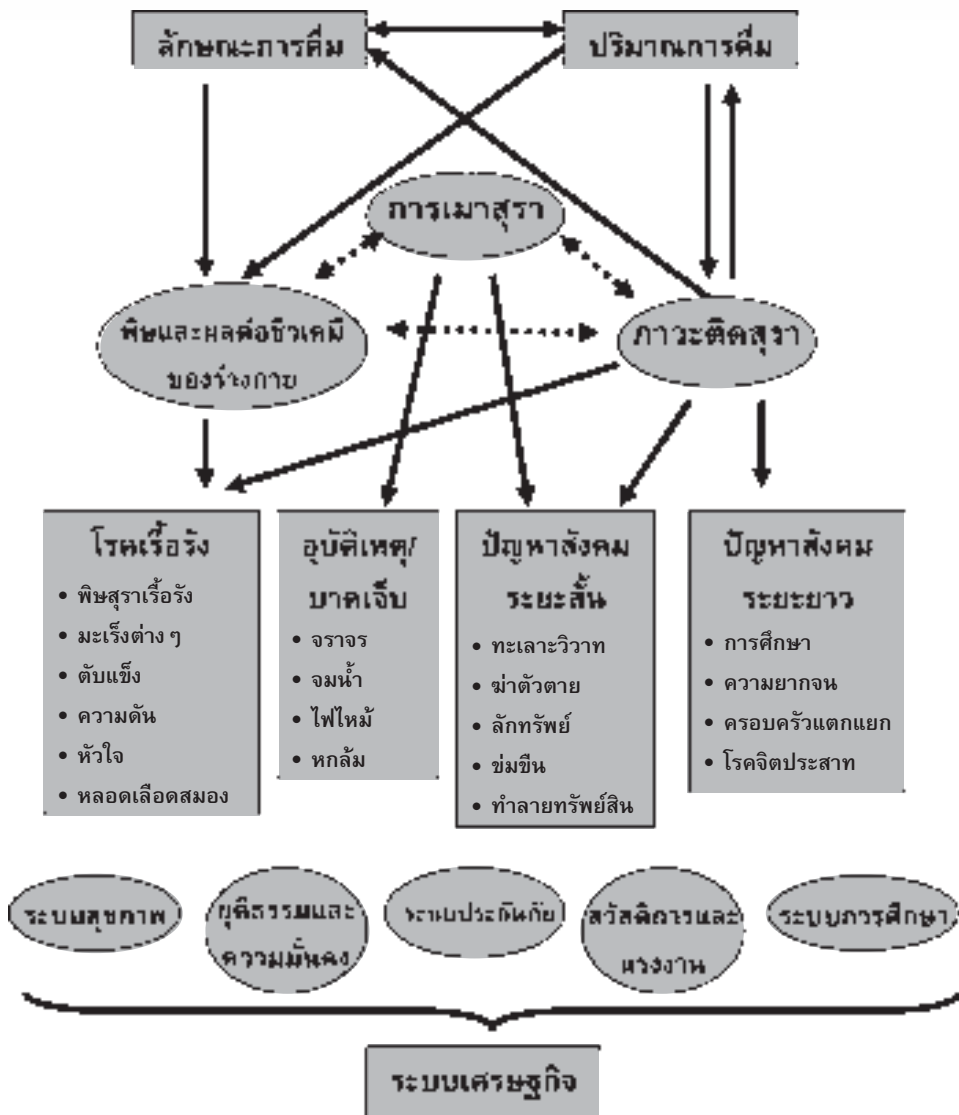 ลักษณะการดื่ม
ปริมาณการดื่ม
การเมาสุรา
พิษและผลต่อชีวเคมี
ของร่างกาย
ภาวะติดสุรา
โรคเรื้อรัง
• พิษสุราเรื้อรัง
• มะเร็งต่าง ๆ
• ตับแข็ง
• ความดัน
• หัวใจ
• หลอดเลือดสมอง
อุบัติเหตุ/
บาดเจ็บ
• จราจร
• จมน้ำ
• ไฟไหม้
• หกล้ม
ปัญหาสังคม
ระยะสั้น
• ทะเลาะวิวาท
• ฆ่าตัวตาย
• ลักทรัพย์
• ข่มขืน
• ทำลายทรัพย์สิน
ปัญหาสังคม
ระยะยาว
• การศึกษา
• ความยากจน
• ครอบครัวแตกแยก
• โรคจิตประสาท
ระบบสุขภาพ
ยุติธรรมและ
ความมั่นคง
ระบบประกันภัย
สวัสดิการและ
แรงงาน
ระบบการศึกษา
ระบบเศรษฐกิจ